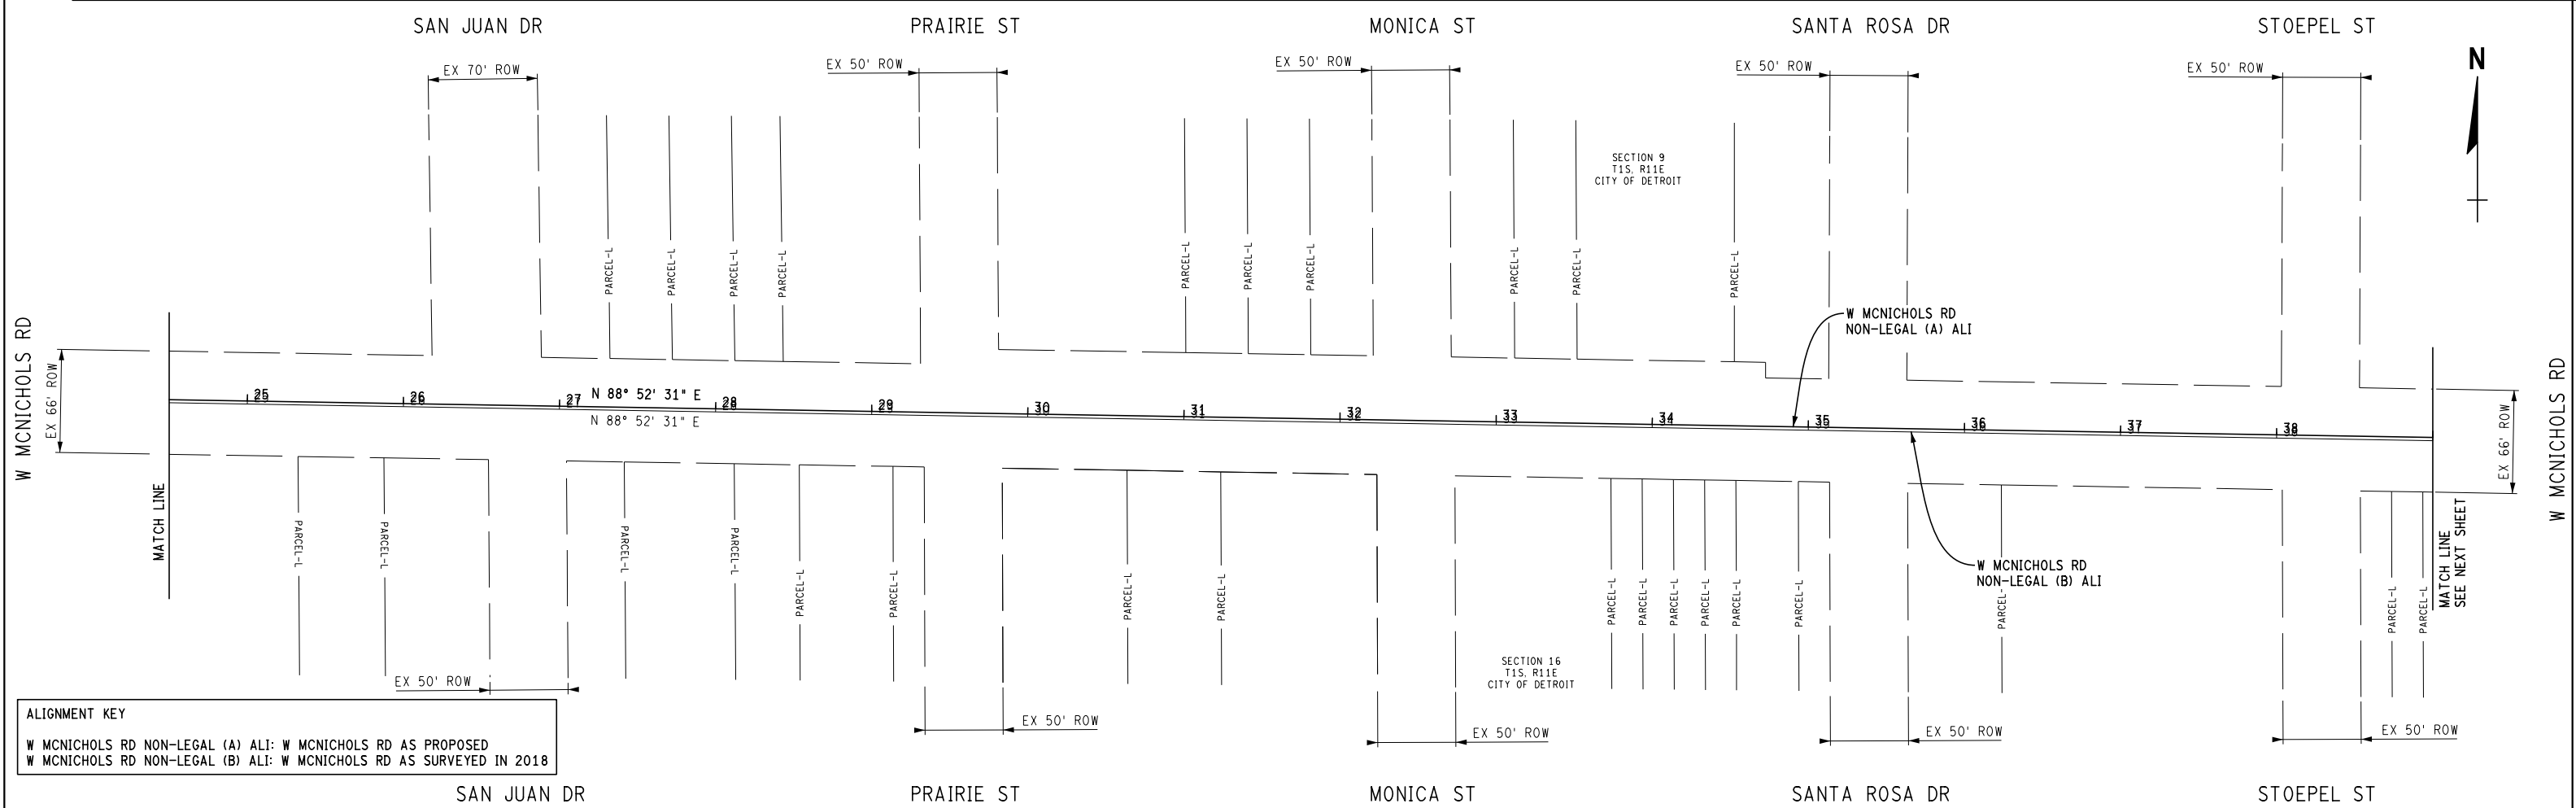 SAN JUAN DR
PRAIRIE ST
MONICA ST
SANTA ROSA DR
STOEPEL ST
EX 70' ROW
EX 50' ROW
EX 50' ROW
EX 50' ROW
EX 50' ROW
N
SECTION 9
T1S, R11E
CITY OF DETROIT
PARCEL-L
PARCEL-L
PARCEL-L
PARCEL-L
PARCEL-L
PARCEL-L
PARCEL-L
PARCEL-L
PARCEL-L
PARCEL-L
W MCNICHOLS RD
NON-LEGAL (A) ALI
W MCNICHOLS RD
EX 66' ROW
25
26
27
N 88° 52' 31" E
28
29
30
31
32
33
34
35
36
37
38
N 88° 52' 31" E
EX 66' ROW
W MCNICHOLS RD
MATCH LINE
PARCEL-L
PARCEL-L
PARCEL-L
PARCEL-L
PARCEL-L
PARCEL-L
PARCEL-L
PARCEL-L
PARCEL-L
PARCEL-L
PARCEL-L
PARCEL-L
PARCEL-L
PARCEL-L
W MCNICHOLS RD
NON-LEGAL (B) ALI
PARCEL-
PARCEL-L
PARCEL-L
MATCH LINE
SEE NEXT SHEET
SECTION 16
T1S, R11E
CITY OF DETROIT
EX 50' ROW
EX 50' ROW
EX 50' ROW
EX 50' ROW
EX 50' ROW
ALIGNMENT KEY
W MCNICHOLS RD NON-LEGAL (A) ALI: W MCNICHOLS RD AS PROPOSED
W MCNICHOLS RD NON-LEGAL (B) ALI: W MCNICHOLS RD AS SURVEYED IN 2018
SAN JUAN DR
PRAIRIE ST
MONICA ST
SANTA ROSA DR
STOEPEL ST